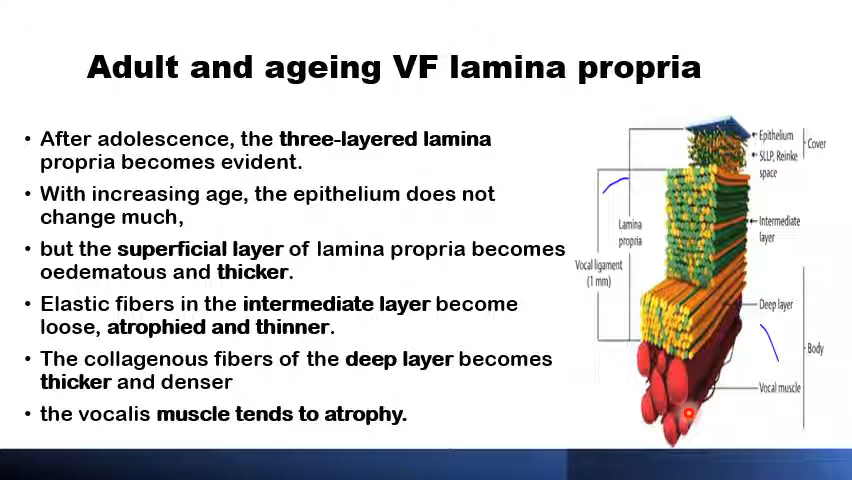 Adult and ageing VF lamina propria
• After adolescence, the three-layered lamina
propria becomes evident.
• With increasing age, the epithelium does not
change much,
• but the superficial layer of lamina propria becomes
oedematous and thicker.
• Elastic fibers in the intermediate layer become
loose, atrophied and thinner.
• The collagenous fibers of the deep layer becomes
thicker and denser
• the vocalis muscle tends to atrophy.
Epithelium
Cover
SLLP, Reinke
space
Lamina
propria
Intermediate
layer
Vocal ligament
(1 mm)
Deep layer
Body
Vocal muscle